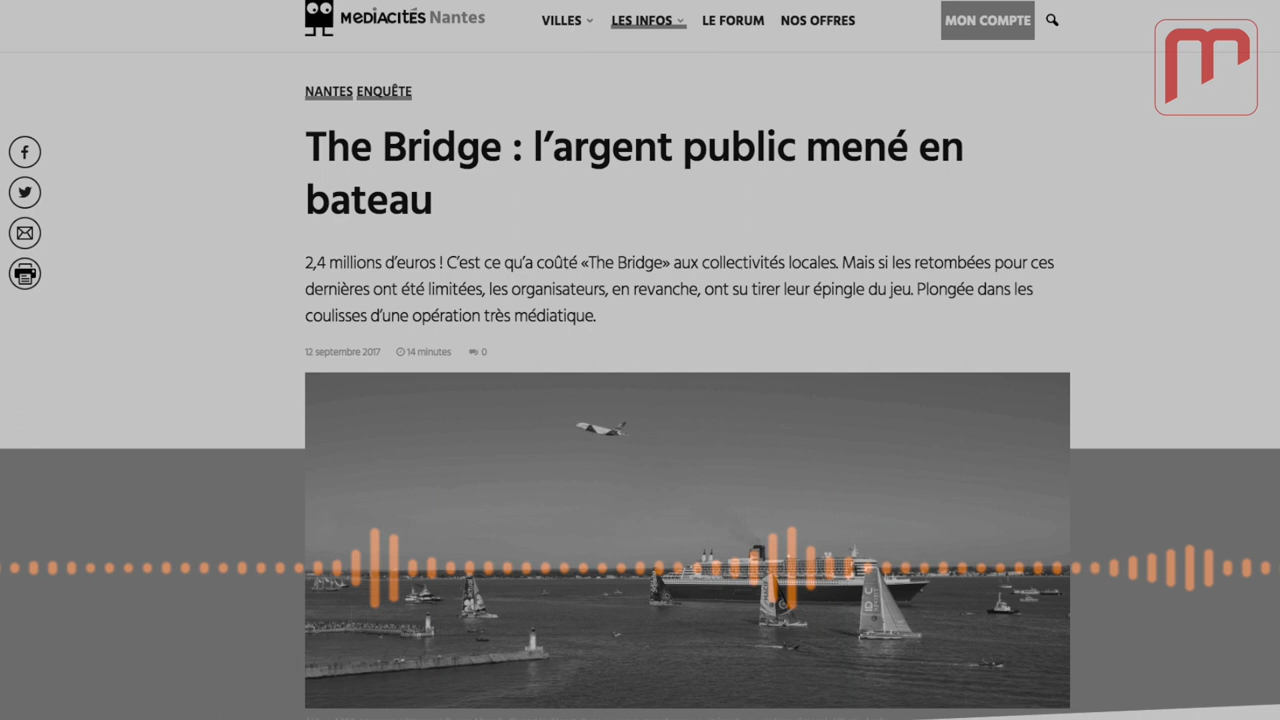 MEDIACITÉS Nantes
VILLES
LES INFOS
LE FORUM
NOS OFFRES
MON COMPTE
NANTES ENQUÊTE
The Bridge : l’argent public mené en
bateau
2,4 millions d’euros ! C’est ce qu’a coûté «The Bridge» aux collectivités locales. Mais si les retombées pour ces
dernières ont été limitées, les organisateurs, en revanche, ont su tirer leur épingle du jeu. Plongée dans les
coulisses d’une opération très médiatique.
12 septembre 2017 14 minutes 0